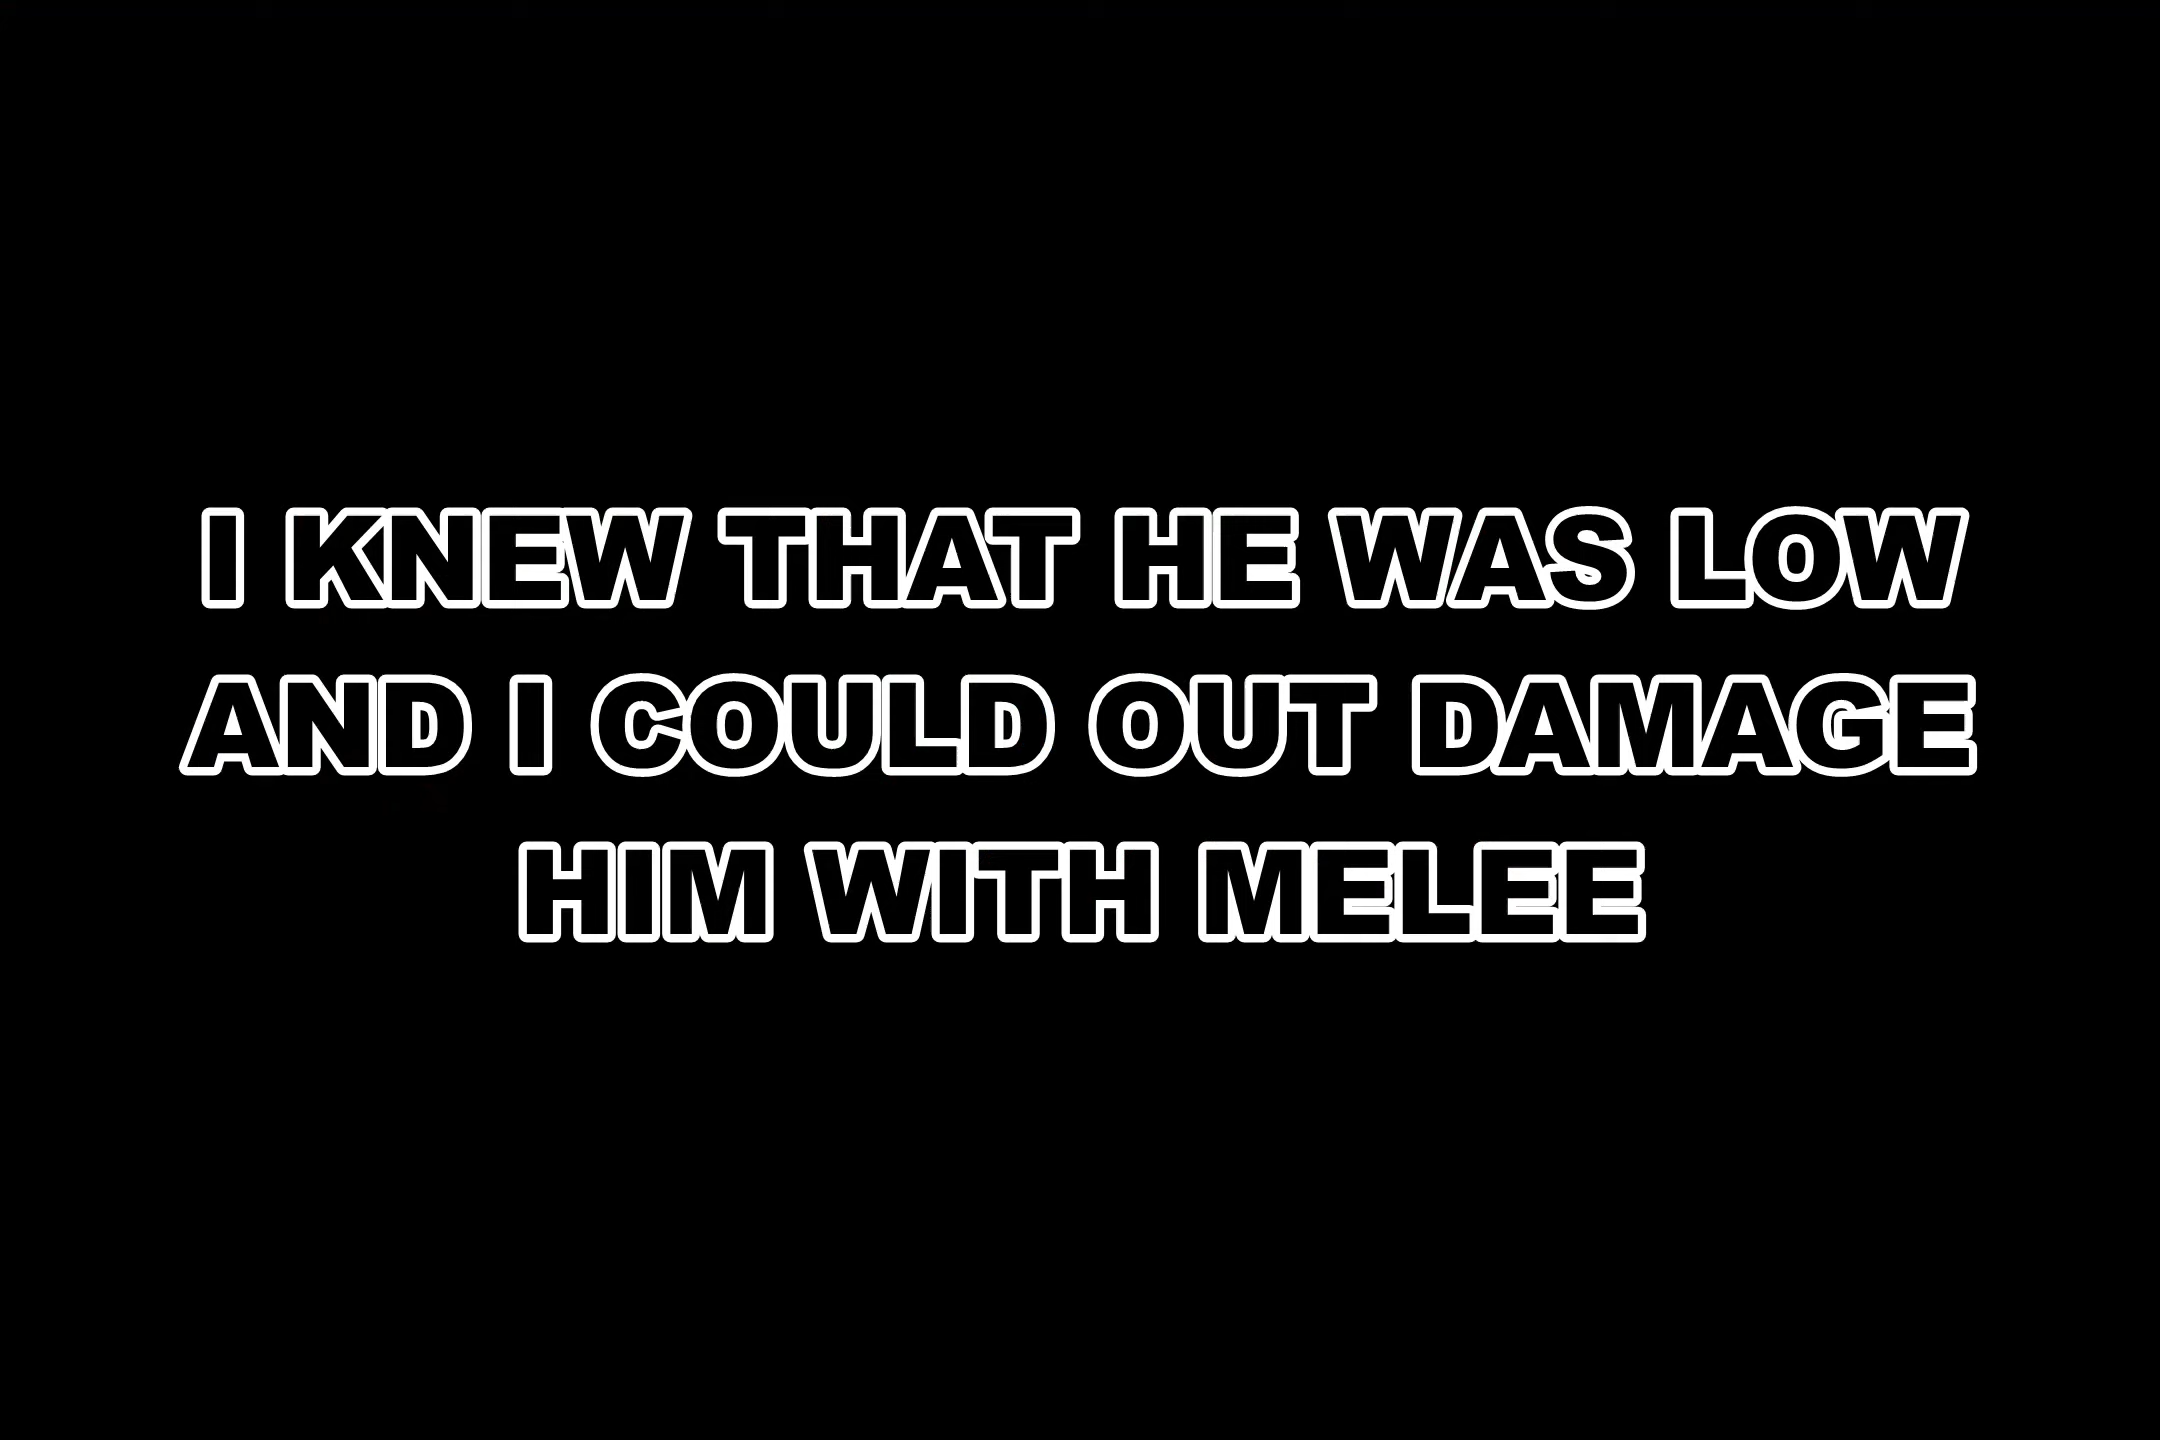 I KNEW THAT HE WAS LOW
AND I COULD OUT DAMAGE
HIM WITH MELEE